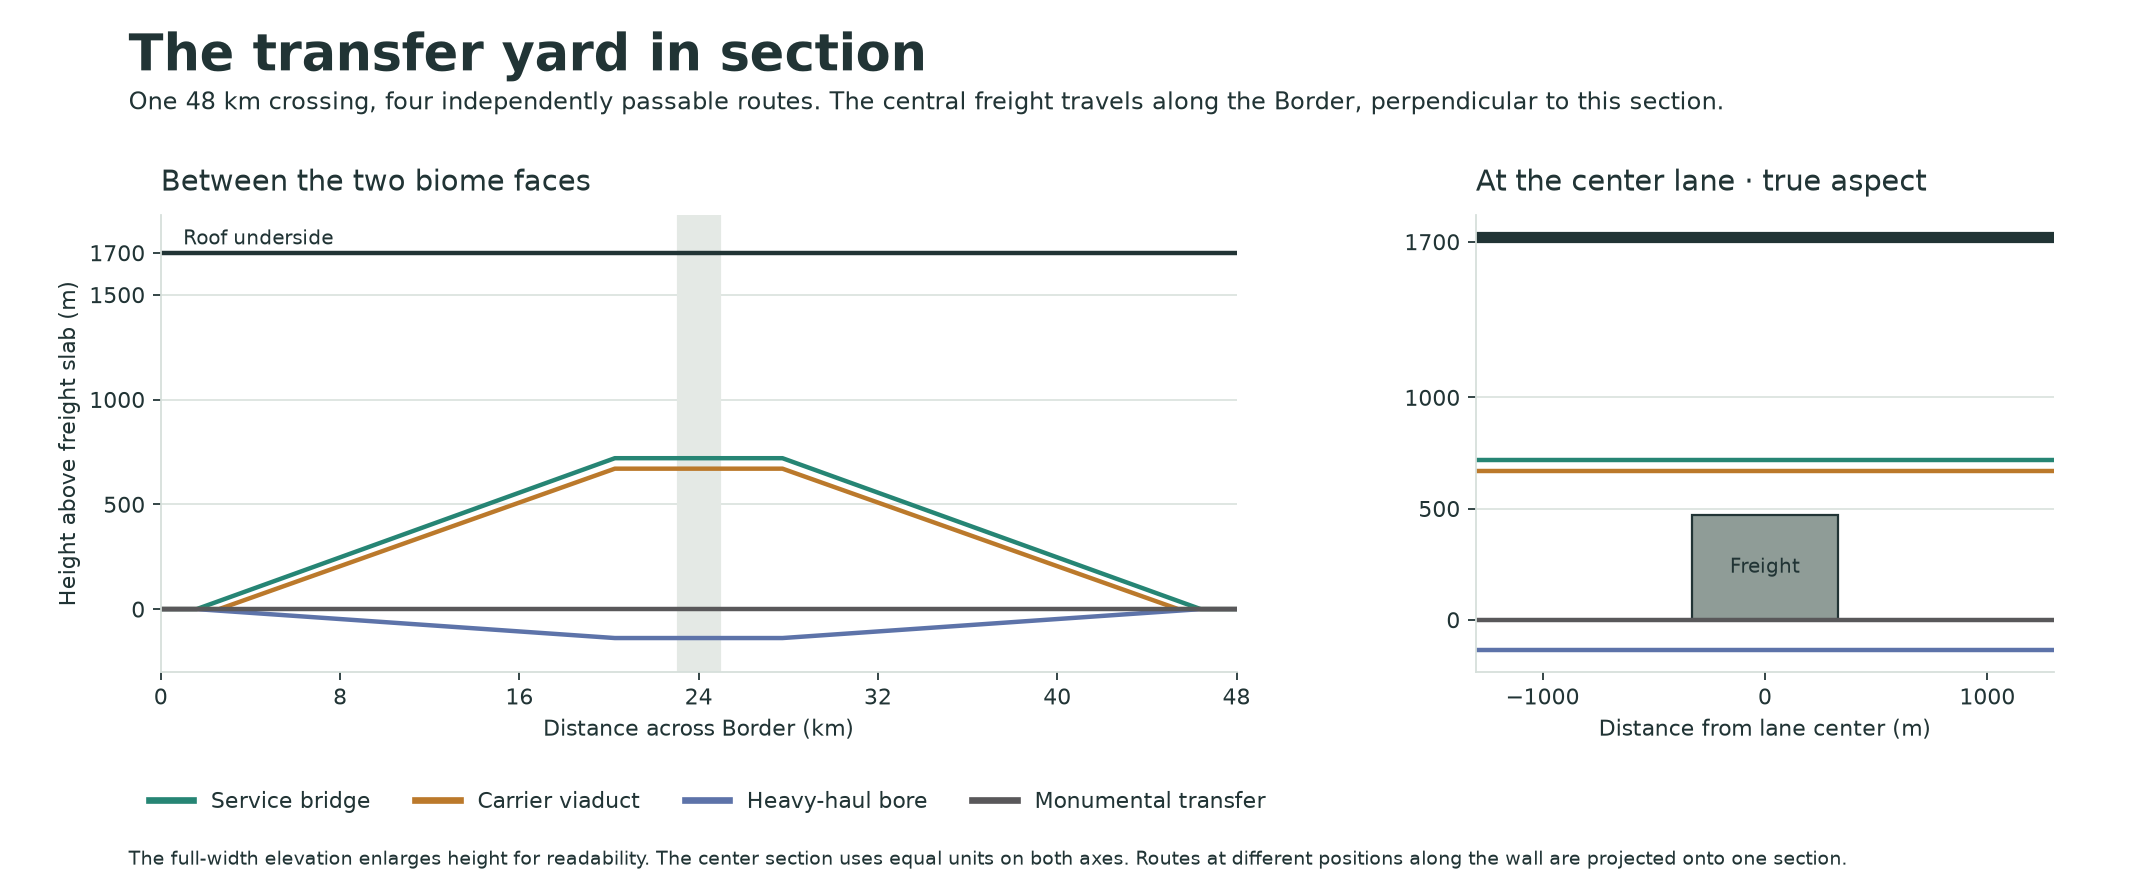 The transfer yard in section
One 48 km crossing, four independently passable routes. The central freight travels along the Border, perpendicular to this section.
Between the two biome faces
Roof underside
1700
1500
1000
500
0
Height above freight slab (m)
0 8 16 24 32 40 48
Distance across Border (km)
At the center lane · true aspect
1700
1000
500
0
Freight
−1000 0 1000
Distance from lane center (m)
Service bridge Carrier viaduct Heavy-haul bore Monumental transfer
The full-width elevation enlarges height for readability. The center section uses equal units on both axes. Routes at different positions along the wall are projected onto one section.